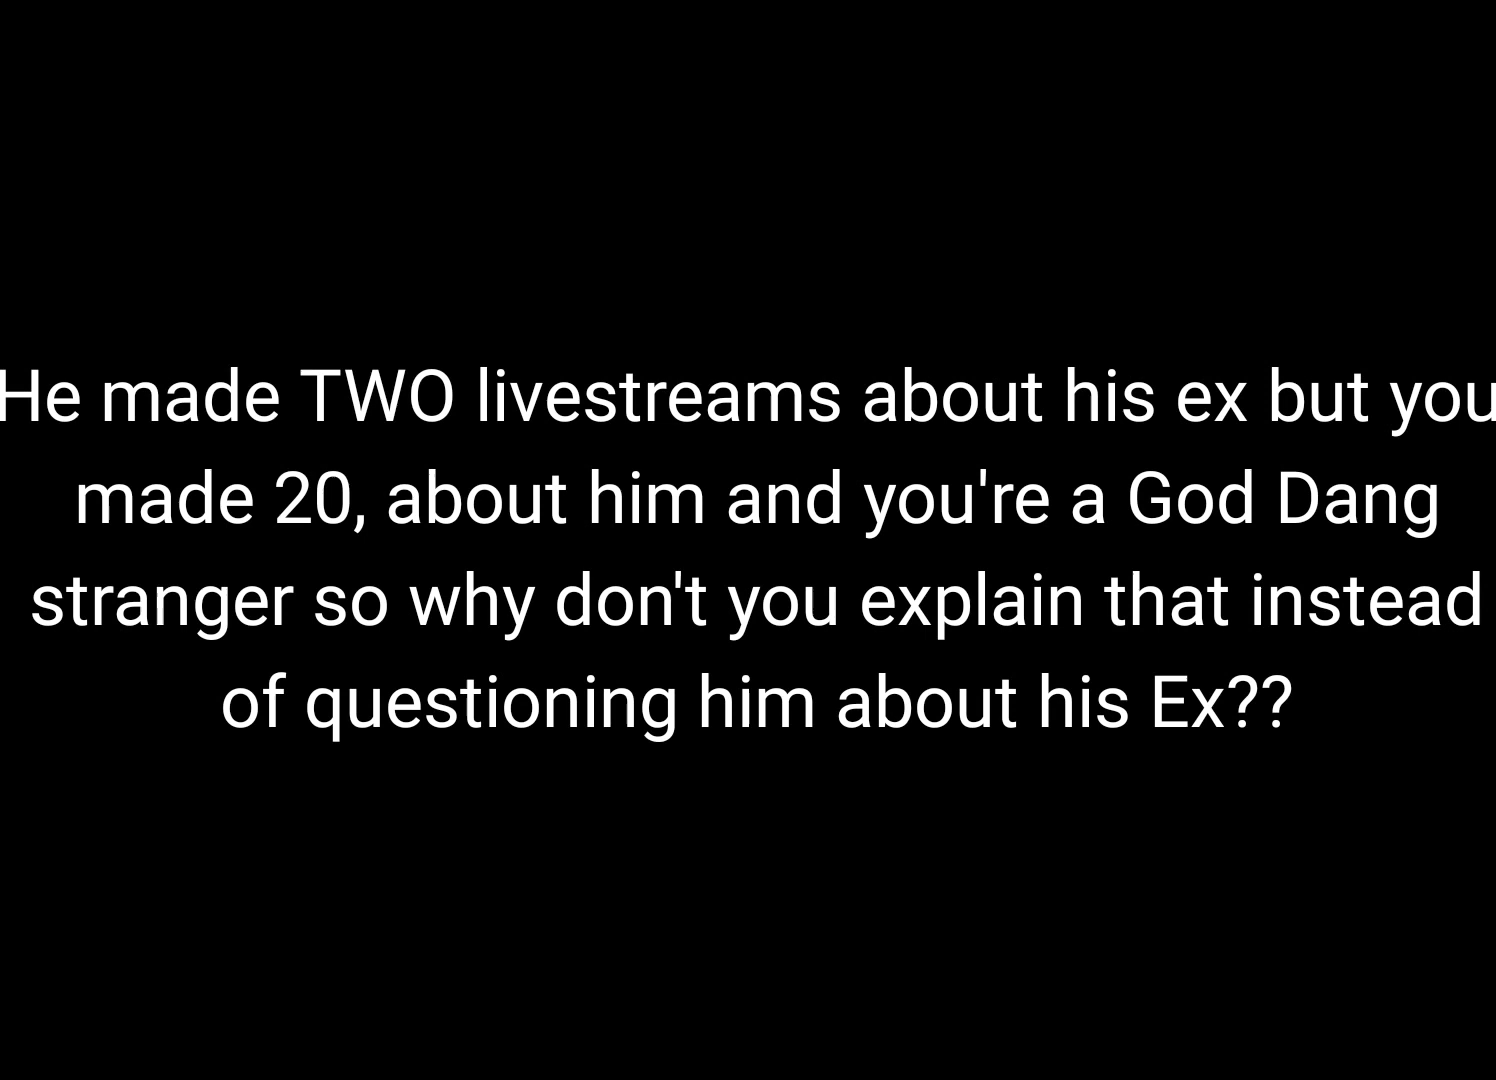 He made TWO livestreams about his ex but you
made 20, about him and you're a God Dang
stranger so why don't you explain that instead
of questioning him about his Ex??